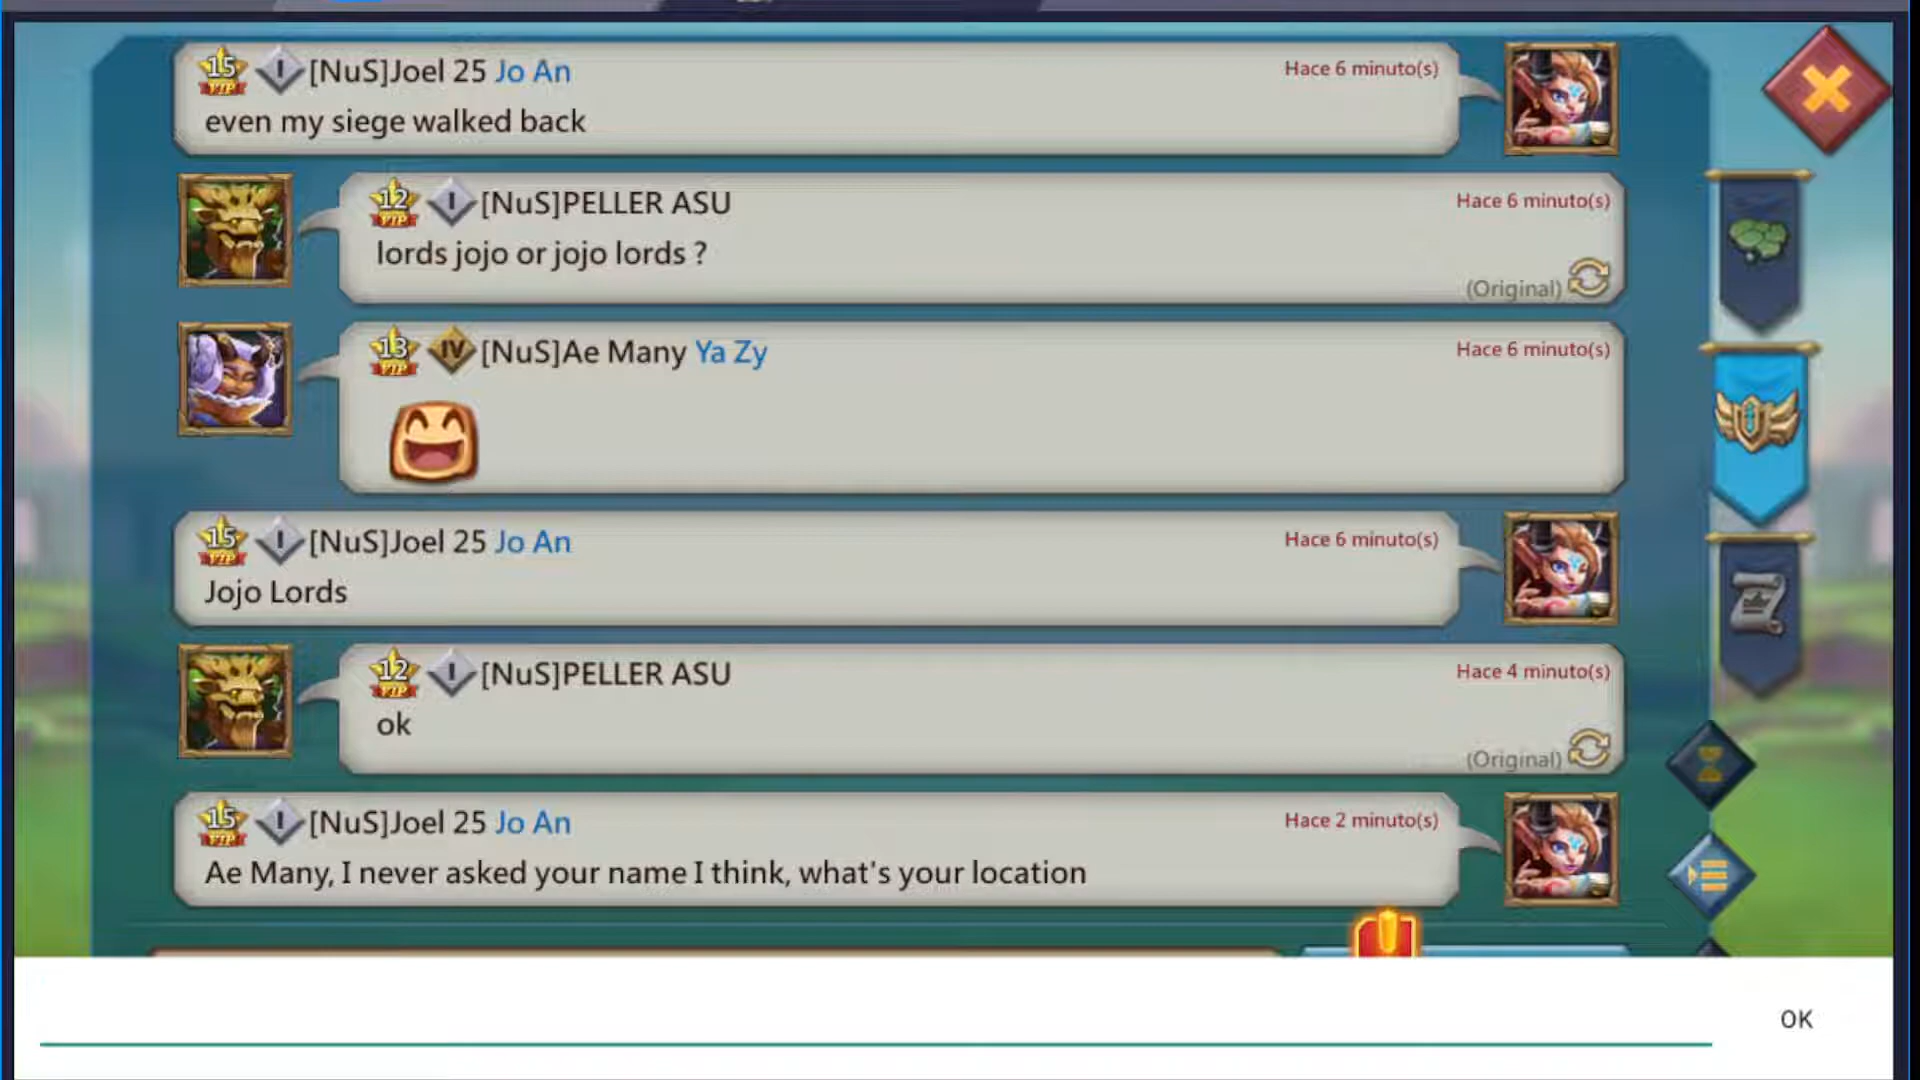 15 VIP I [NuS]Joel 25 Jo An Hace 6 minuto(s)
even my siege walked back
12 VIP I [NuS]PELLER ASU Hace 6 minuto(s)
lords jojo or jojo lords ?
(Original)
13 VIP IV [NuS]Ae Many Ya Zy Hace 6 minuto(s)
15 VIP I [NuS]Joel 25 Jo An Hace 6 minuto(s)
Jojo Lords
12 VIP I [NuS]PELLER ASU Hace 4 minuto(s)
ok
(Original)
15 VIP I [NuS]Joel 25 Jo An Hace 2 minuto(s)
Ae Many, I never asked your name I think, what's your location
OK